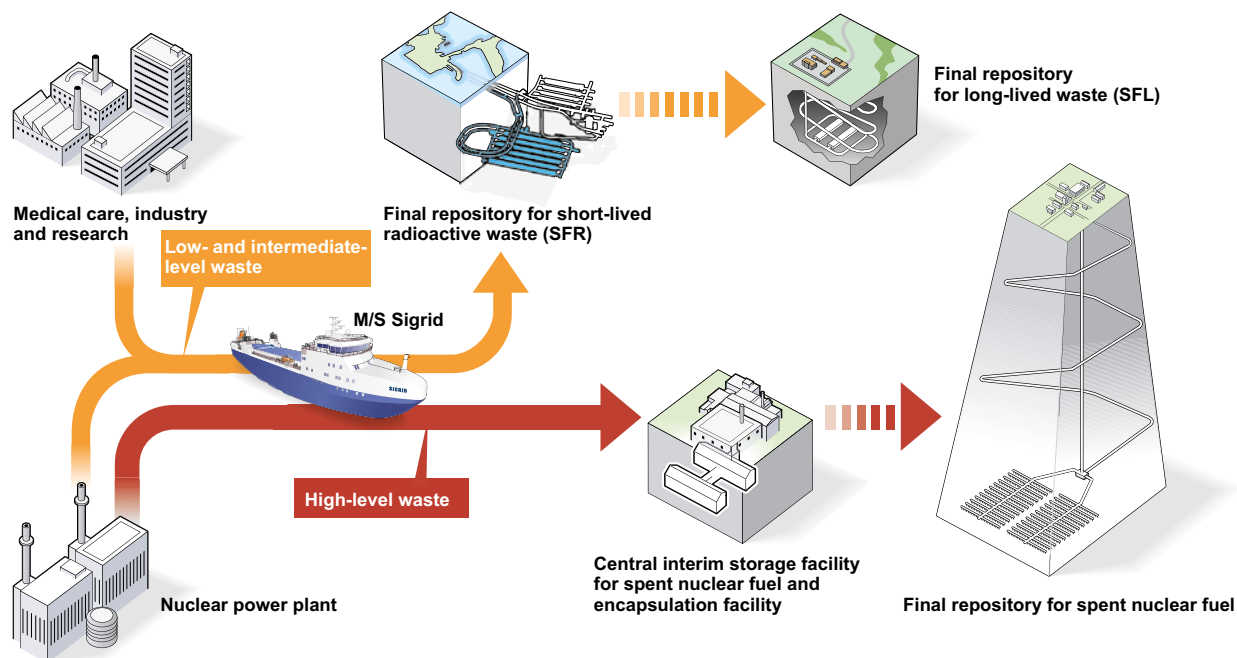 Final repository
for long-lived waste (SFL)
Medical care, industry
and research
Final repository for short-lived
radioactive waste (SFR)
Low- and intermediate-
level waste
M/S Sigrid
SIGRID
High-level waste
Nuclear power plant
Central interim storage facility
for spent nuclear fuel and
encapsulation facility
Final repository for spent nuclear fuel